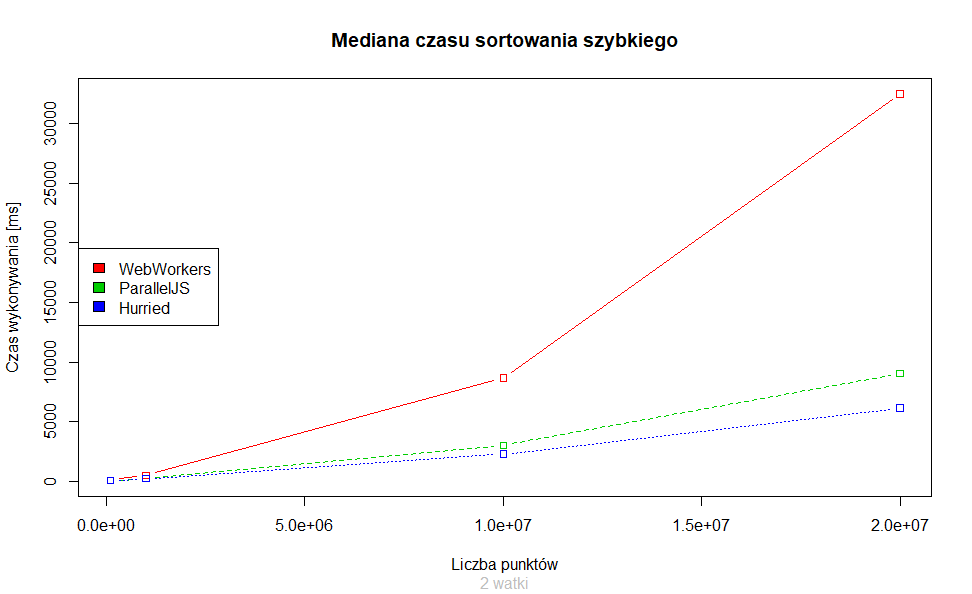 Mediana czasu sortowania szybkiego
Czas wykonywania [ms]
30000
25000
20000
15000
10000
5000
0
WebWorkers
ParallelJS
Hurried
0.0e+00 5.0e+06 1.0e+07 1.5e+07 2.0e+07
Liczba punktów
2 watki